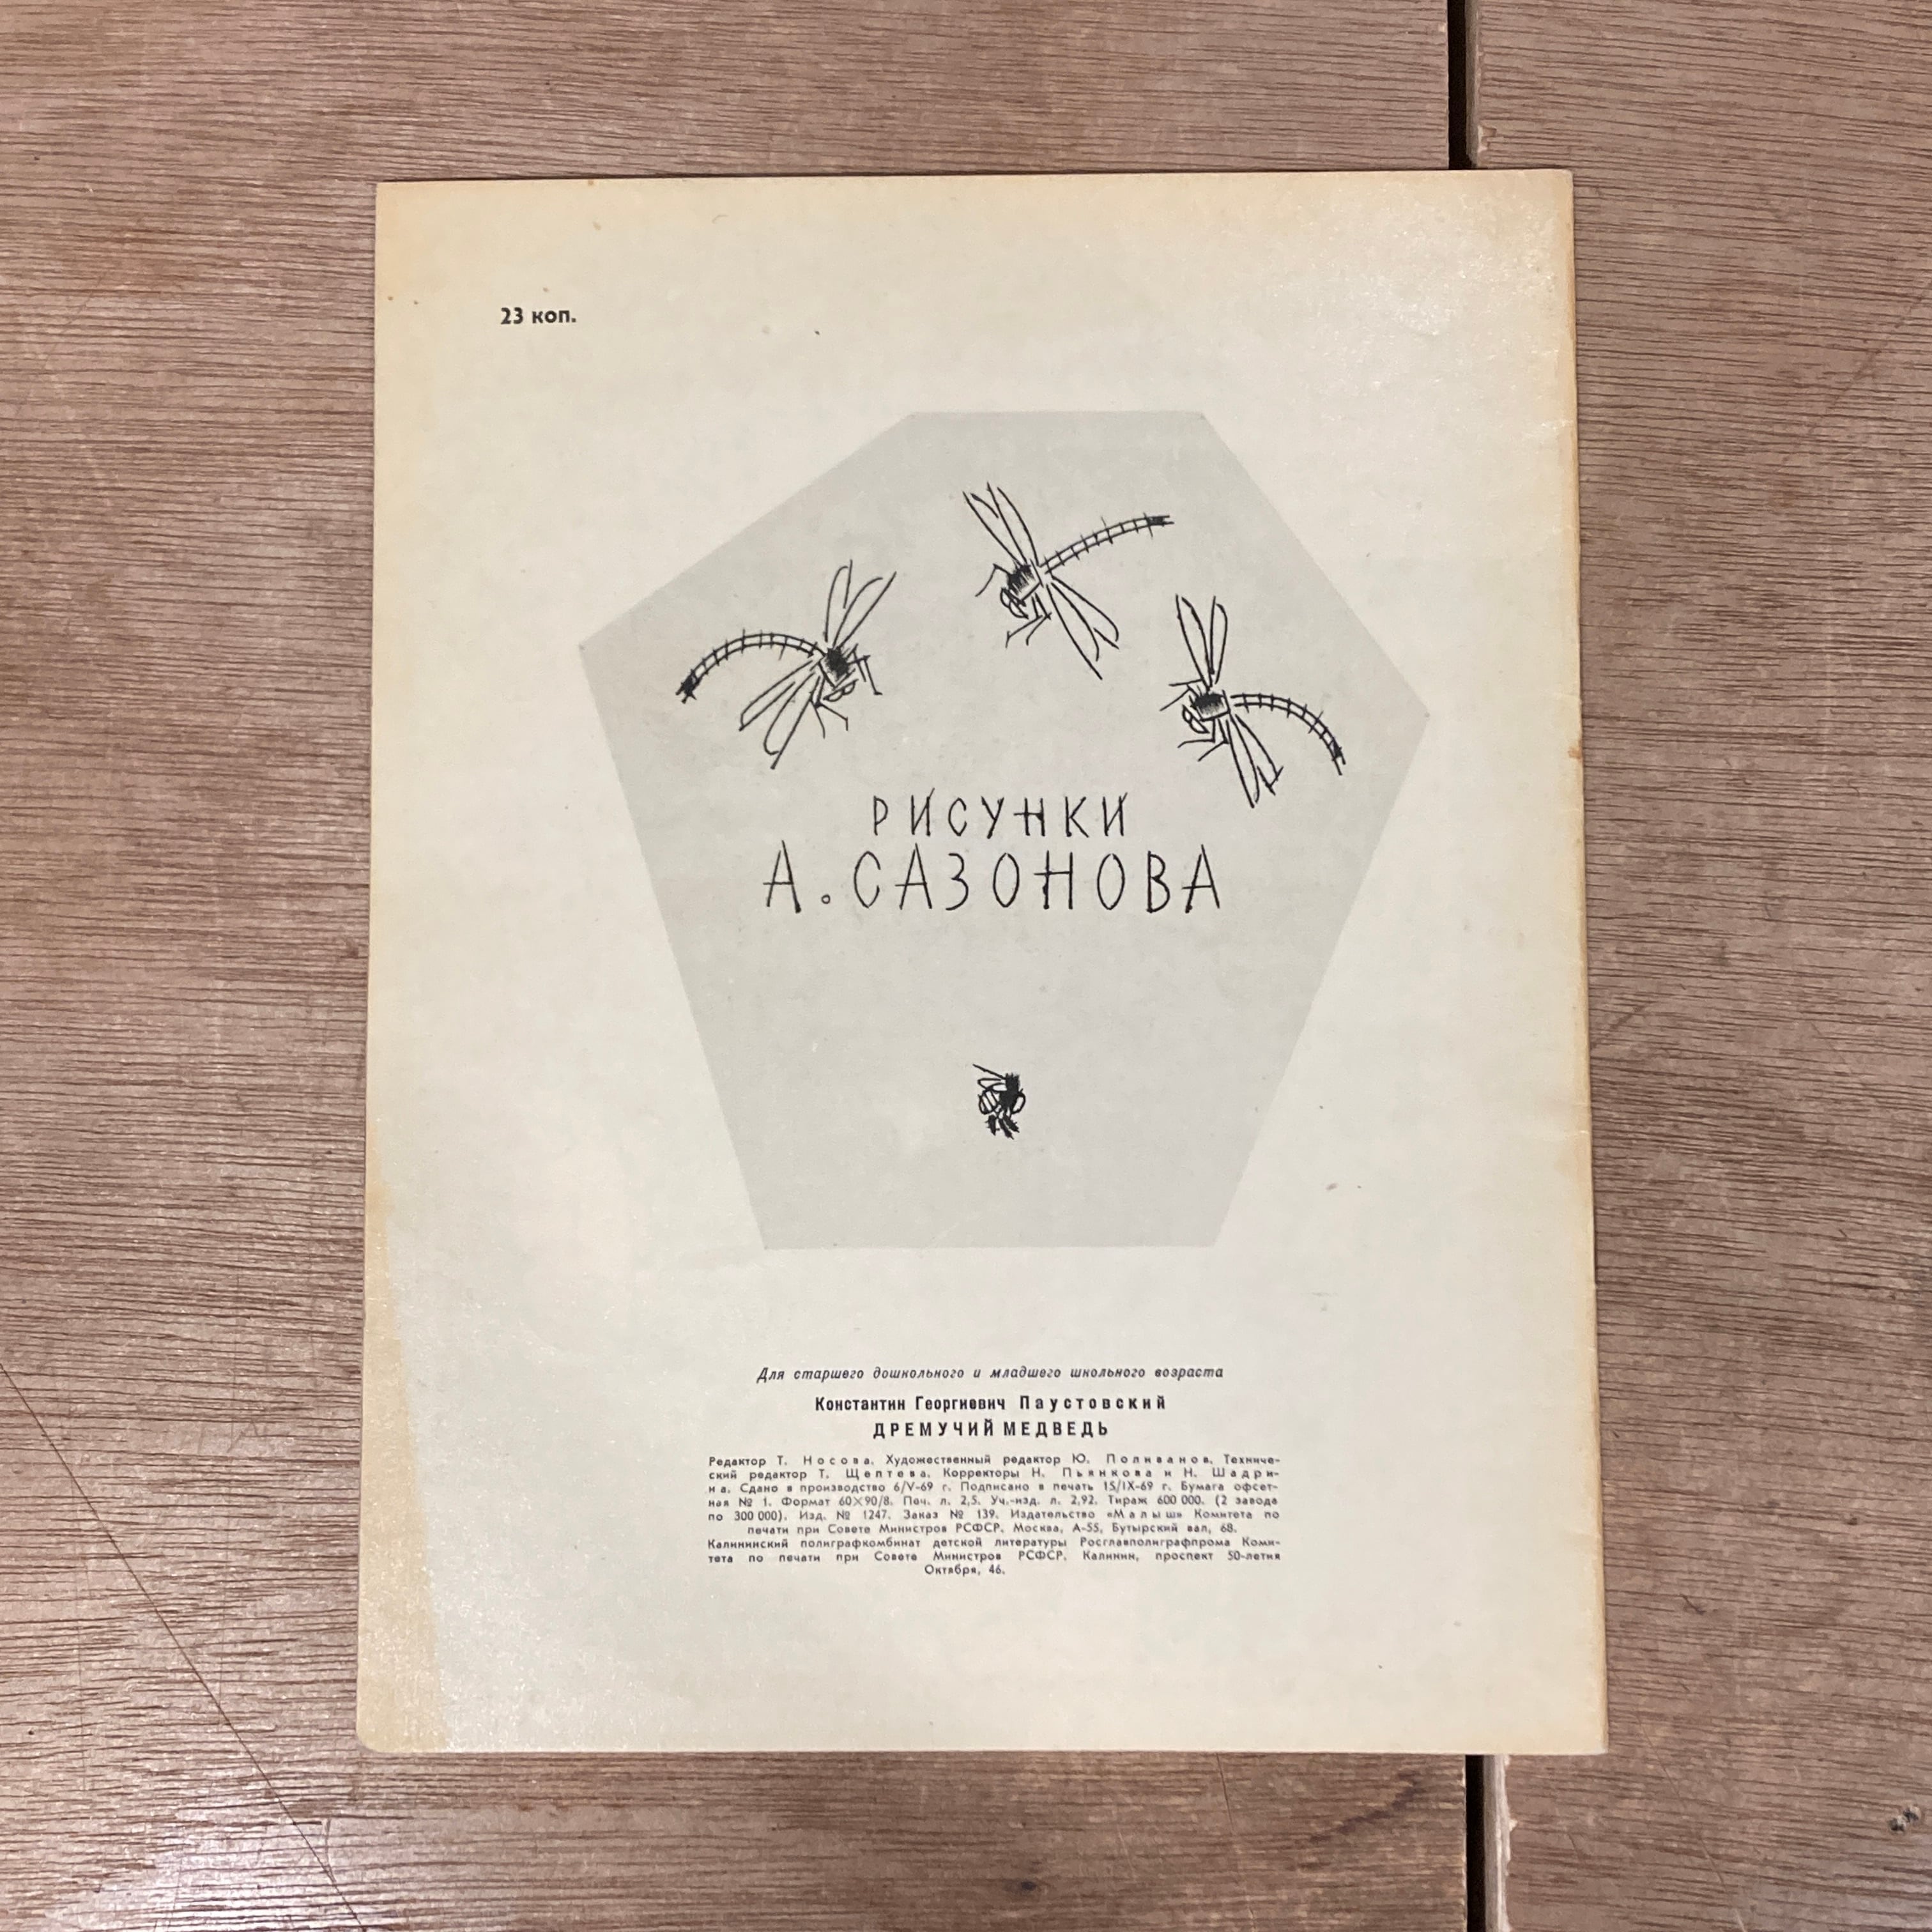 23 коп.
РИСУНКИ
А. САЗОНОВА
Для старшего дошкольного и младшего школьного возраста
Константин Георгиевич Паустовский
ДРЕМУЧИЙ МЕДВЕДЬ
Редактор Т. Носова. Художественный редактор Ю. Поливанов. Техниче-
ский редактор Т. Щептева. Корректоры Н. Пьянкова и Н. Шадри-
на. Сдано в производство 6/V-69 г. Подписано в печать 15/IX-69 г. Бумага офсет-
ная № 1. Формат 60×90/8. Печ. л. 2,5. Уч.-изд. л. 2,92. Тираж 600 000. (2 завода
по 300 000). Изд. № 1247. Заказ № 139. Издательство «Малыш» Комитета по
печати при Совете Министров РСФСР. Москва, А-55, Бутырский вал, 68.
Калининский полиграфкомбинат детской литературы Росглавполиграфпрома Коми-
тета по печати при Совете Министров РСФСР. Калинин, проспект 50-летия
Октября, 46.